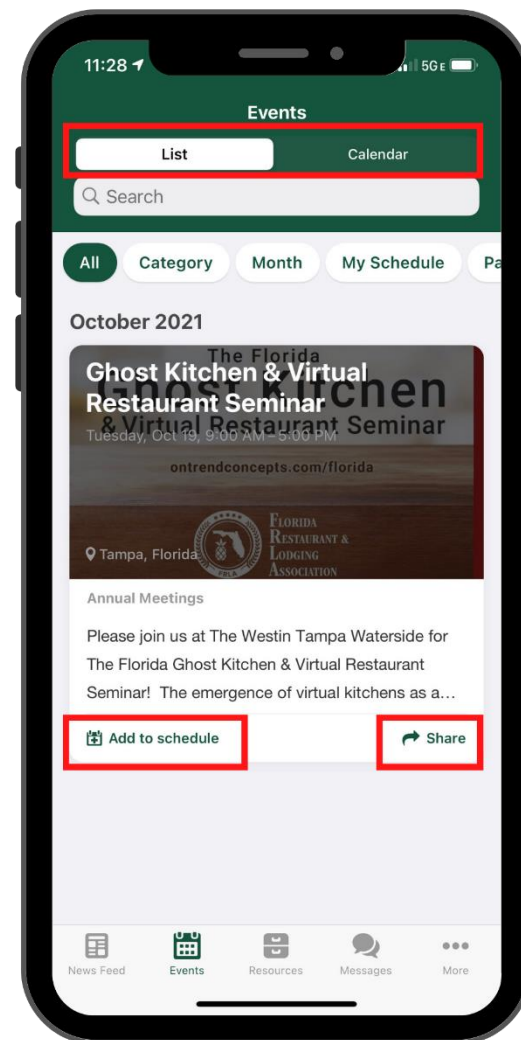 11:28
5G E
Events
List
Calendar
Search
All
Category
Month
My Schedule
Pa
October 2021
The Florida
Ghost Kitchen
& Virtual Restaurant Seminar
Ghost Kitchen & Virtual
Restaurant Seminar
Tuesday, Oct 19, 9:00 AM – 5:00 PM
ontrendconcepts.com/florida
FLORIDA
RESTAURANT &
LODGING
ASSOCIATION
FRLA
Tampa, Florida
Annual Meetings
Please join us at The Westin Tampa Waterside for
The Florida Ghost Kitchen & Virtual Restaurant
Seminar! The emergence of virtual kitchens as a...
Add to schedule
Share
News Feed
Events
Resources
Messages
More